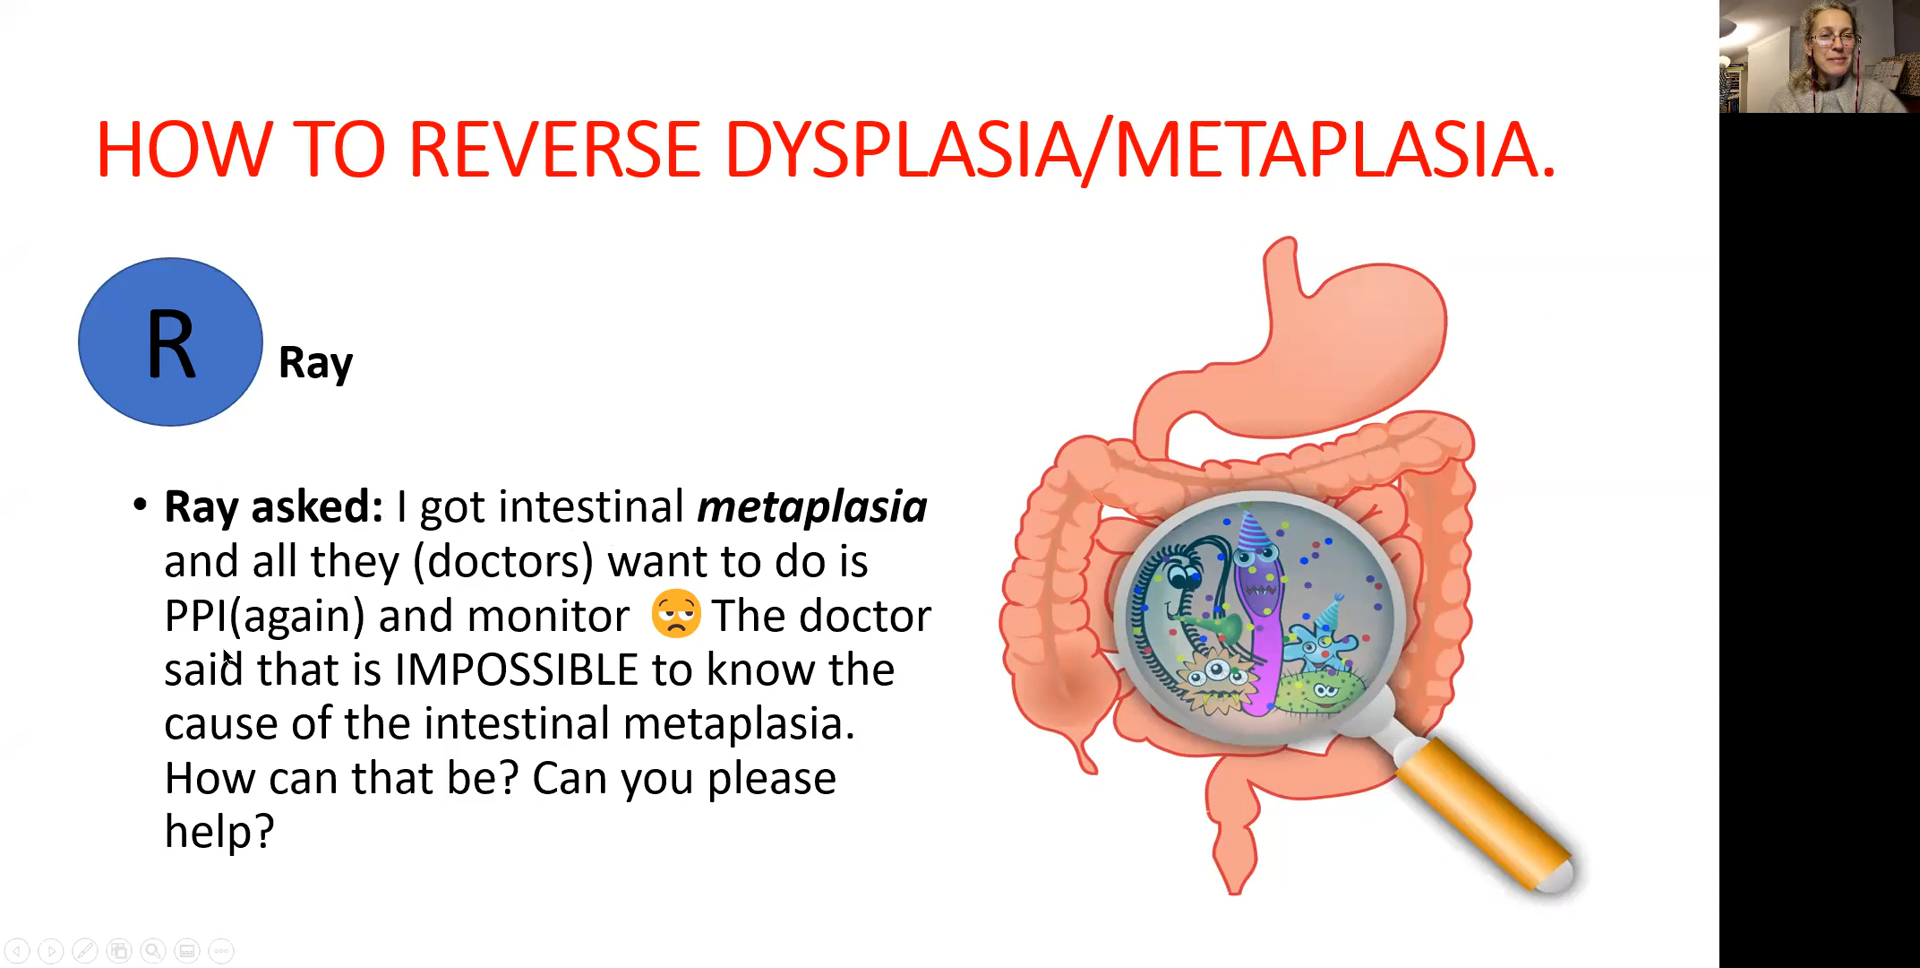 HOW TO REVERSE DYSPLASIA/METAPLASIA.
R
Ray
• Ray asked: I got intestinal metaplasia
and all they (doctors) want to do is
PPI(again) and monitor 😞 The doctor
said that is IMPOSSIBLE to know the
cause of the intestinal metaplasia.
How can that be? Can you please
help?